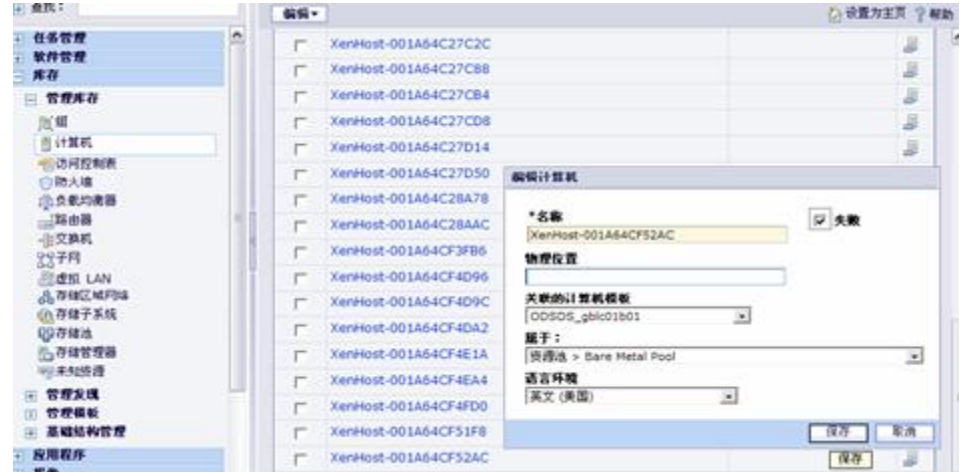 查找：
编辑
设置为主页
帮助
任务管理
软件管理
库存
管理库存
组
计算机
访问控制表
防火墙
负载均衡器
路由器
交换机
子网
虚拟 LAN
存储区域网络
存储子系统
存储池
存储管理器
未知资源
管理发现
管理模板
基础结构管理
应用程序
XenHost-001A64C27C2C
XenHost-001A64C27C88
XenHost-001A64C27CB4
XenHost-001A64C27CD8
XenHost-001A64C27D14
XenHost-001A64C27D50
XenHost-001A64C28A78
XenHost-001A64C28AAC
XenHost-001A64CF3FB6
XenHost-001A64CF4D96
XenHost-001A64CF4D9C
XenHost-001A64CF4DA2
XenHost-001A64CF4E1A
XenHost-001A64CF4EA4
XenHost-001A64CF4FD0
XenHost-001A64CF51F8
XenHost-001A64CF52AC
编辑计算机
*名称
XenHost-001A64CF52AC
失败
物理位置
关联的计算机模板
ODSDS_gblc01b01
属于：
资源池 > Bare Metal Pool
语言环境
英文 (美国)
保存
取消
保存